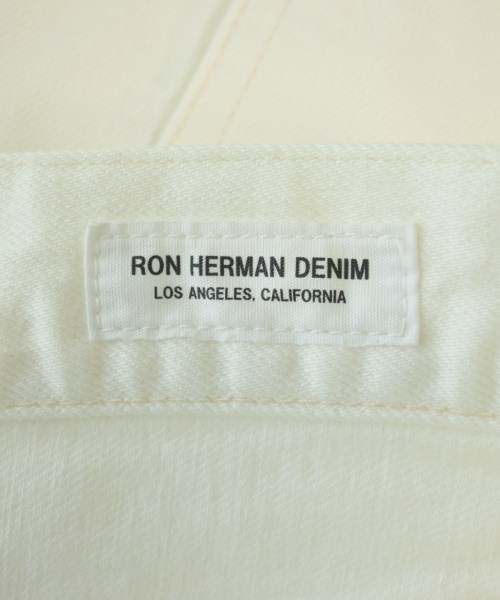 RON HERMAN DENIM
LOS ANGELES, CALIFORNIA